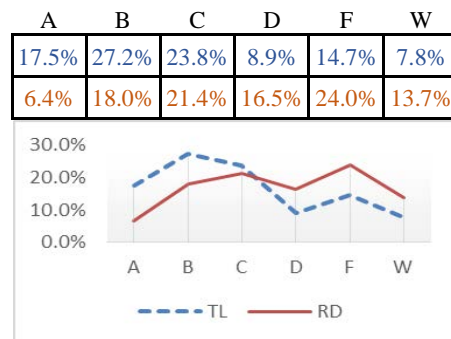 A B C D F W
17.5% 27.2% 23.8% 8.9% 14.7% 7.8%
6.4% 18.0% 21.4% 16.5% 24.0% 13.7%
30.0%
20.0%
10.0%
0.0%
A B C D F W
TL RD